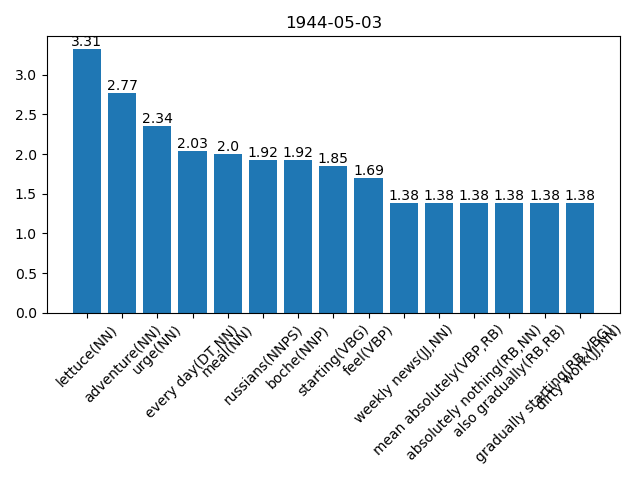 1944-05-03
3.31
2.77
2.34
2.03
2.0
1.92
1.92
1.85
1.69
1.38
1.38
1.38
1.38
1.38
1.38
3.0
2.5
2.0
1.5
1.0
0.5
0.0
lettuce(NN)
adventure(NN)
urge(NN)
every day(DT,NN)
meal(NN)
russians(NNPS)
boche(NNP)
starting(VBG)
feel(VBP)
weekly news(JJ,NN)
mean absolutely(VBP,RB)
absolutely nothing(RB,NN)
also gradually(RB,RB)
gradually starting(RB,VBG)
dirty work(JJ,NN)